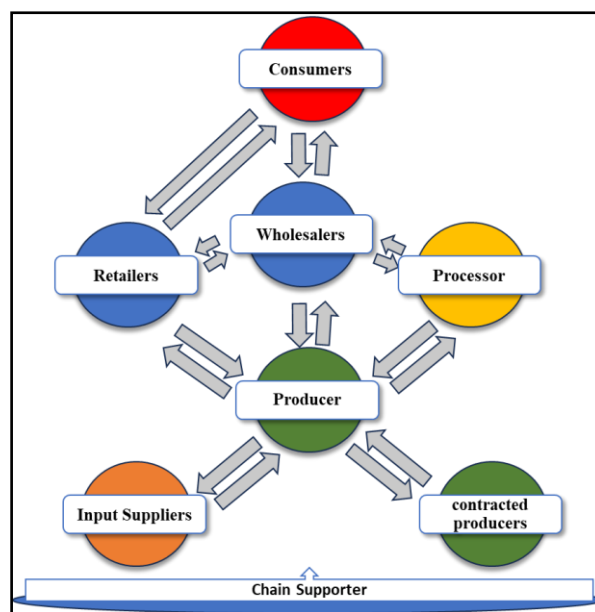 Consumers
Wholesalers
Retailers
Processor
Producer
Input Suppliers
contracted
producers
Chain Supporter